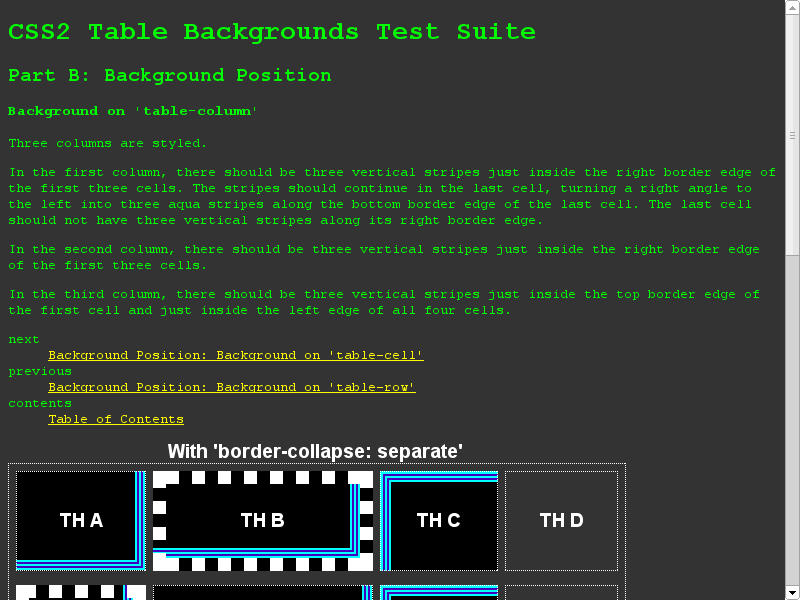 CSS2 Table Backgrounds Test Suite
Part B: Background Position
Background on 'table-column'
Three columns are styled.
In the first column, there should be three vertical stripes just inside the right border edge of
the first three cells. The stripes should continue in the last cell, turning a right angle to
the left into three aqua stripes along the bottom border edge of the last cell. The last cell
should not have three vertical stripes along its right border edge.
In the second column, there should be three vertical stripes just inside the right border edge
of the first three cells.
In the third column, there should be three vertical stripes just inside the top border edge of
the first cell and just inside the left edge of all four cells.
next
Background Position: Background on 'table-cell'
previous
Background Position: Background on 'table-row'
contents
Table of Contents
With 'border-collapse: separate'
TH A TH B TH C TH D